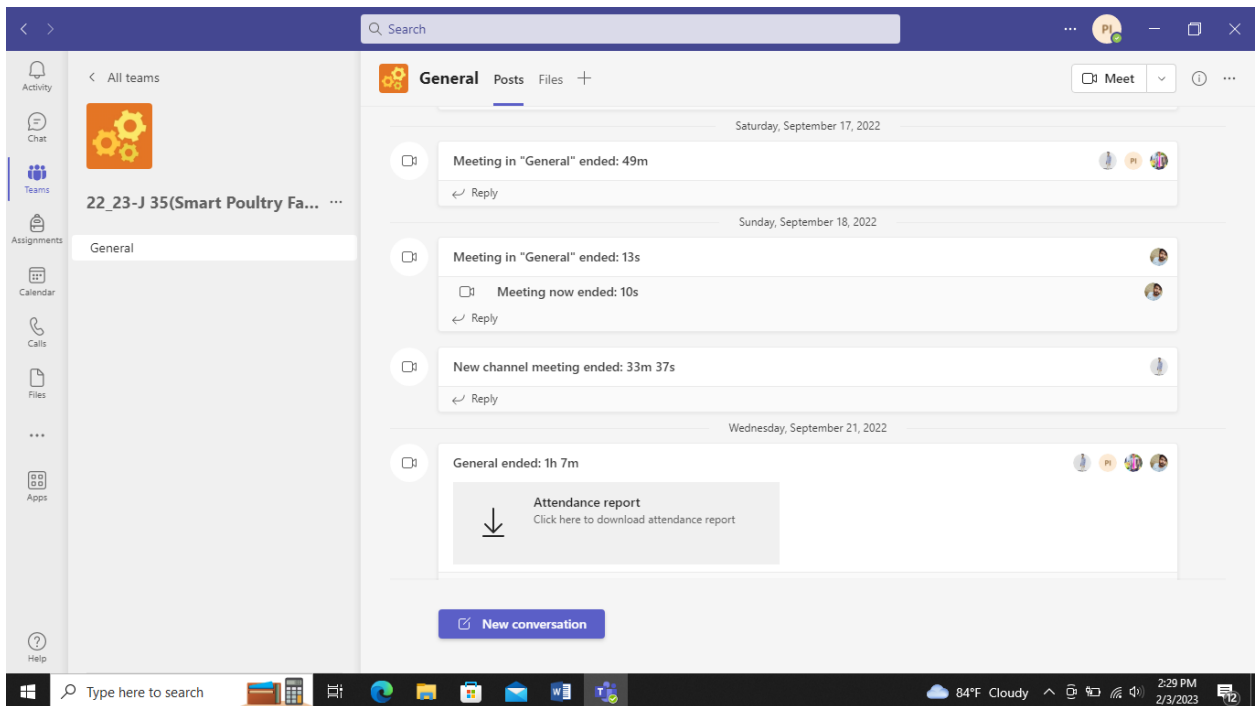 Search
PI
Activity
Chat
Teams
Assignments
Calendar
Calls
Files
Apps
Help
All teams
22_23-J 35(Smart Poultry Fa...
General
General Posts Files
Meet
Saturday, September 17, 2022
Meeting in "General" ended: 49m
PI
Reply
Sunday, September 18, 2022
Meeting in "General" ended: 13s
Meeting now ended: 10s
Reply
New channel meeting ended: 33m 37s
Reply
Wednesday, September 21, 2022
General ended: 1h 7m
PI
Attendance report
Click here to download attendance report
New conversation
Type here to search
84°F Cloudy
2:29 PM
2/3/2023
12